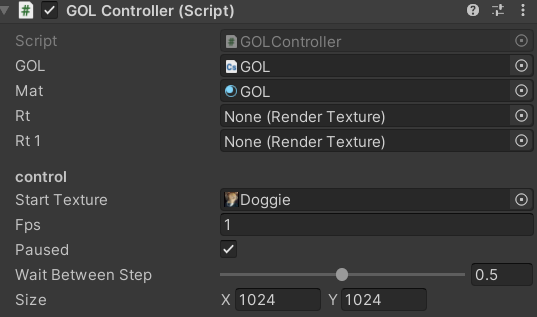 GOL Controller (Script)
Script GOLController
GOL GOL
Mat GOL
Rt None (Render Texture)
Rt 1 None (Render Texture)
control
Start Texture Doggie
Fps 1
Paused
Wait Between Step 0.5
Size X 1024 Y 1024